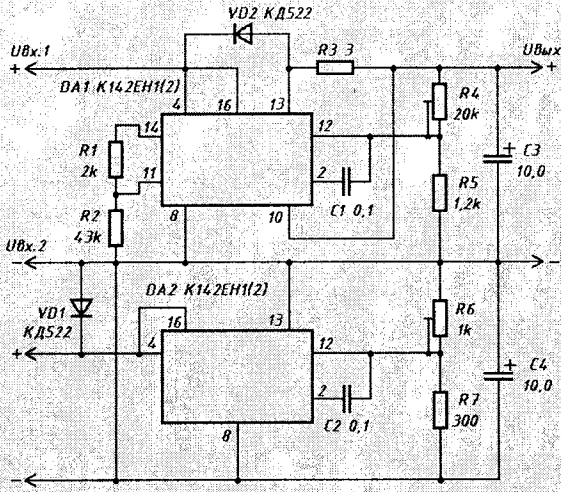 VD2 КД522
Uвх.1
R3 3
Uвых
+
+
DA1 К142ЕН1(2)
4
16
13
R4
20k
14
12
R1
2k
11
2
C1 0,1
+
C3
10,0
R2
43k
R5
1,2k
8
10
Uвх.2
-
-
DA2 К142ЕН1(2)
VD1
КД522
16
13
R6
1k
+
4
12
2
C2 0,1
+
C4
10,0
R7
300
8
-